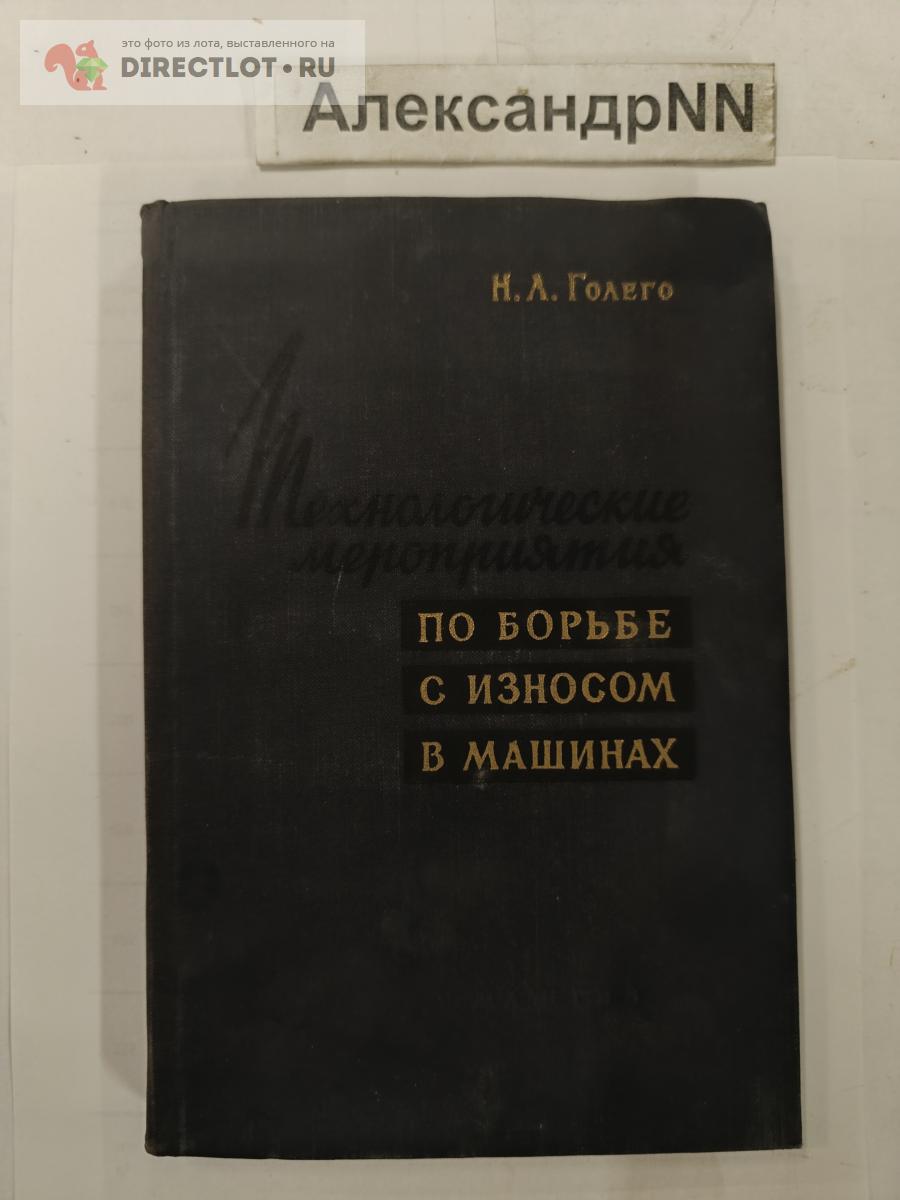 это фото из лота, выставленного на
DIRECTLOT.RU
АлександрNN
Н. Л. Голего
Технологические
мероприятия
ПО БОРЬБЕ
С ИЗНОСОМ
В МАШИНАХ